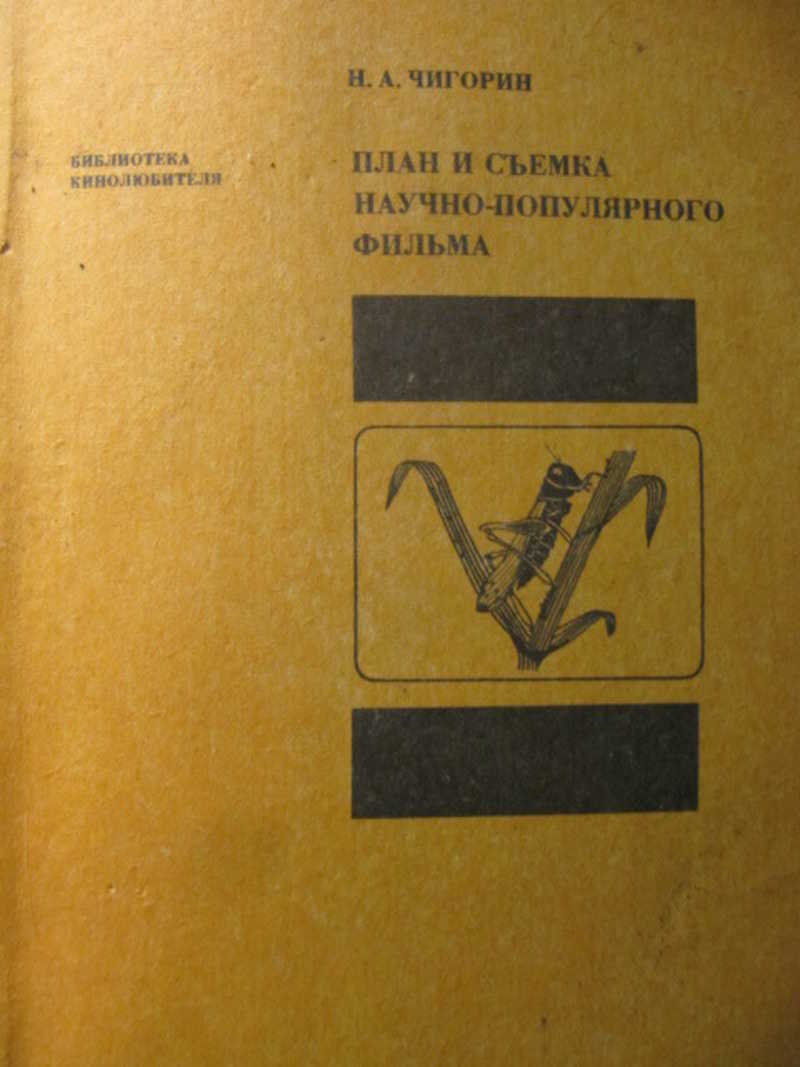 Н. А. ЧИГОРИН
БИБЛИОТЕКА
КИНОЛЮБИТЕЛЯ
ПЛАН И СЪЕМКА
НАУЧНО-ПОПУЛЯРНОГО
ФИЛЬМА